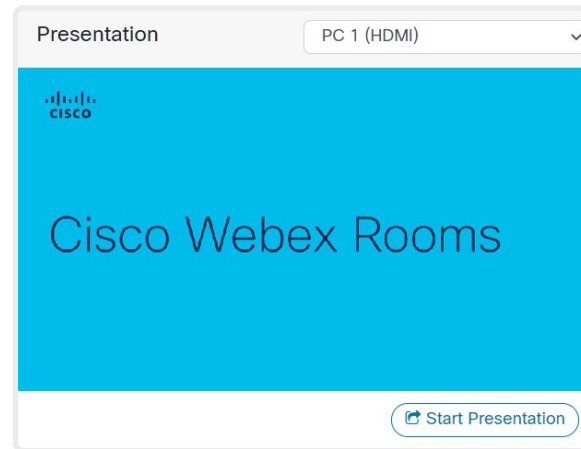 Presentation
PC 1 (HDMI)
CISCO
Cisco Webex Rooms
Start Presentation